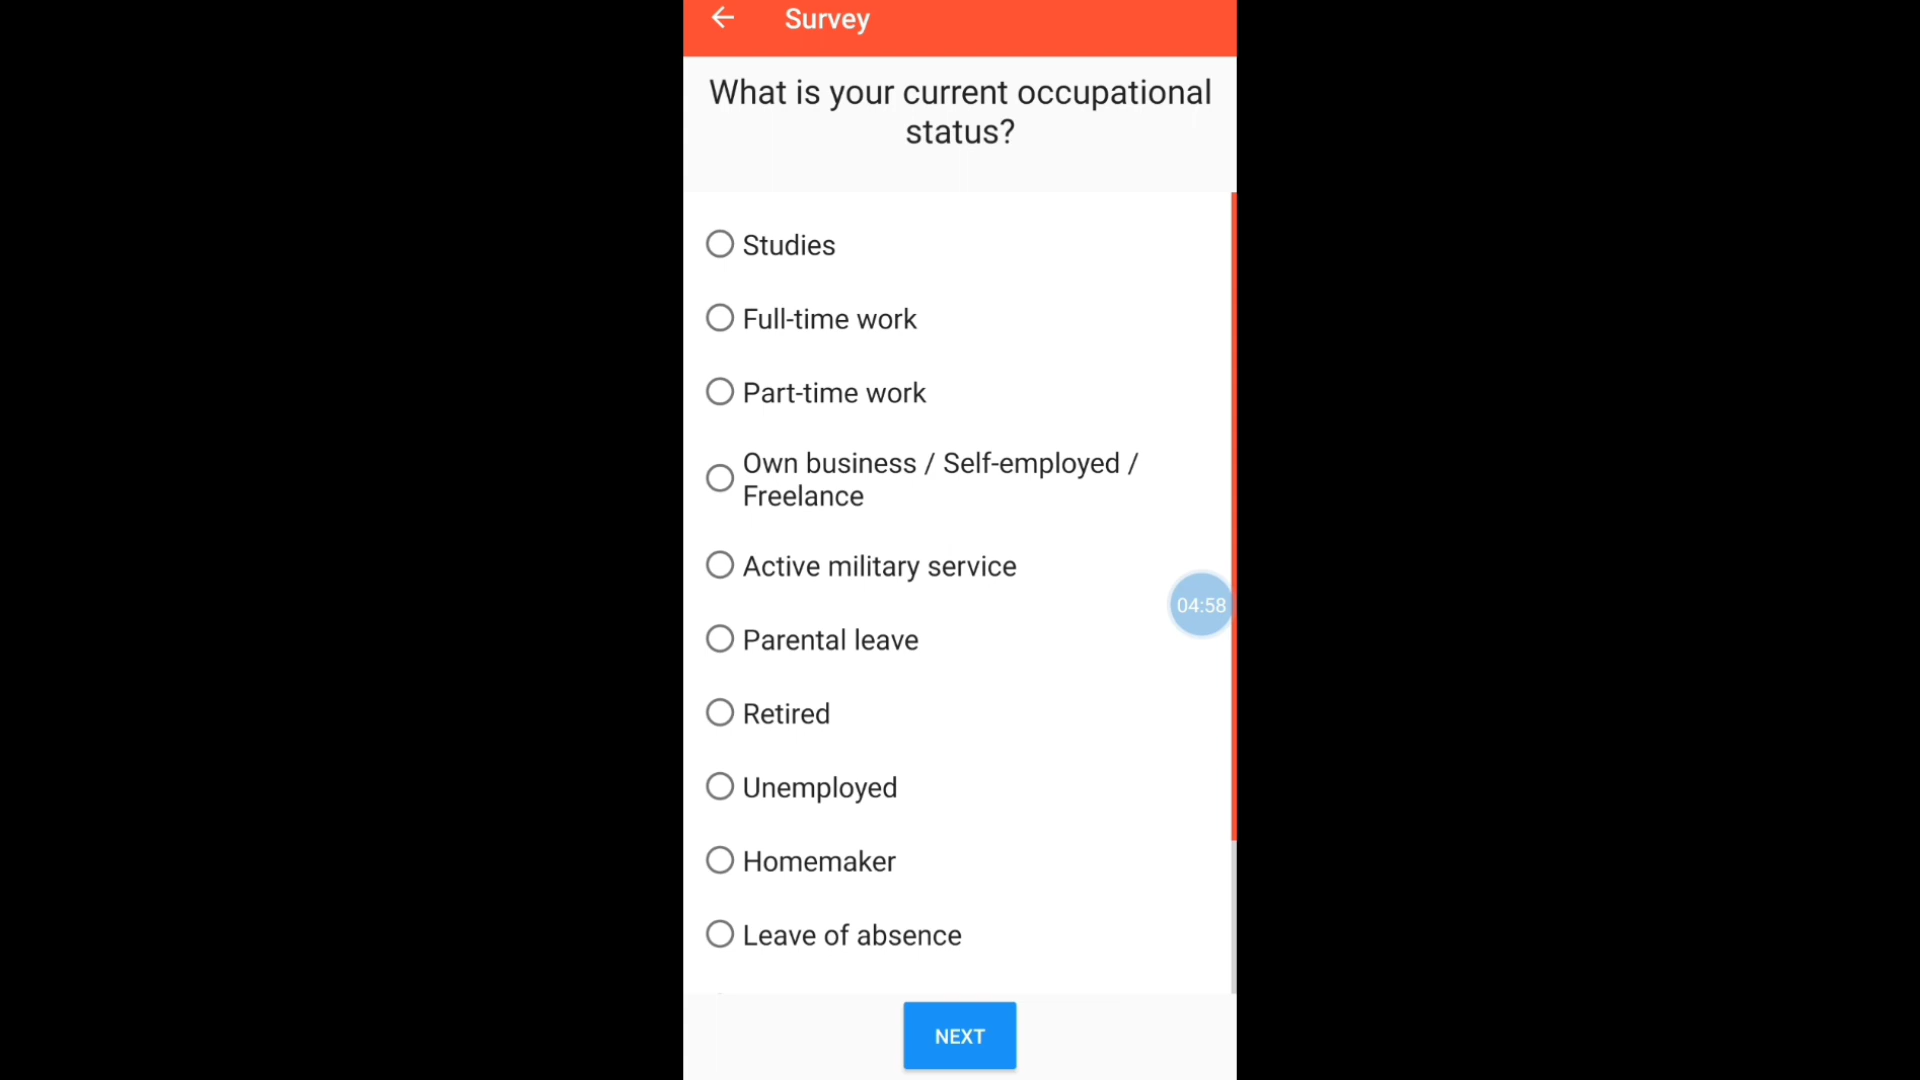 Survey
What is your current occupational
status?
Studies
Full-time work
Part-time work
Own business / Self-employed /
Freelance
Active military service
04:58
Parental leave
Retired
Unemployed
Homemaker
Leave of absence
NEXT